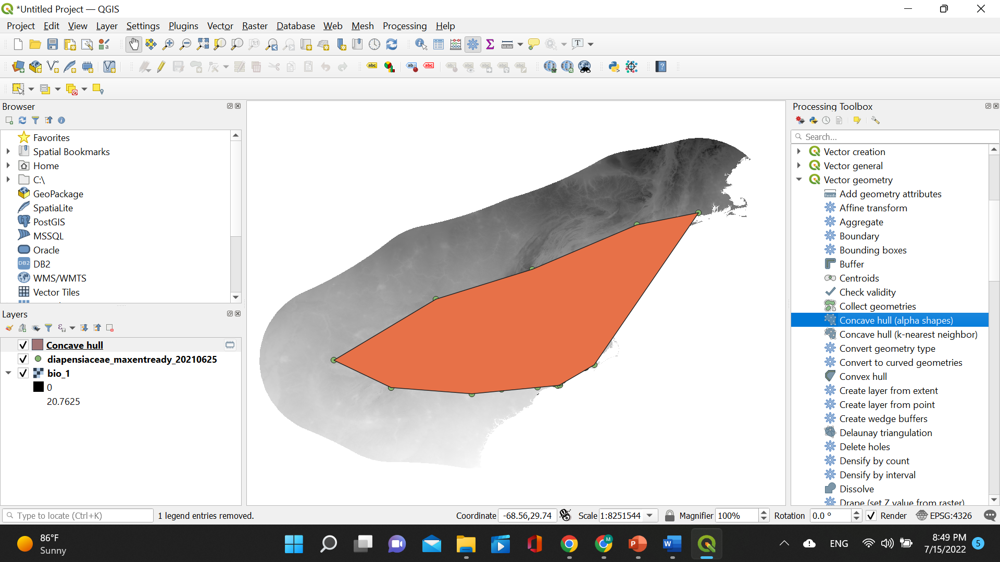 *Untitled Project — QGIS
Project Edit View Layer Settings Plugins Vector Raster Database Web Mesh Processing Help
Browser
Favorites
Spatial Bookmarks
Home
C:\
GeoPackage
SpatiaLite
PostGIS
MSSQL
Oracle
DB2
WMS/WMTS
Vector Tiles
Layers
Concave hull
diapensiaceae_maxentready_20210625
bio_1
0
20.7625
Processing Toolbox
Search...
Vector creation
Vector general
Vector geometry
Add geometry attributes
Affine transform
Aggregate
Boundary
Bounding boxes
Buffer
Centroids
Check validity
Collect geometries
Concave hull (alpha shapes)
Concave hull (k-nearest neighbor)
Convert geometry type
Convert to curved geometries
Convex hull
Create layer from extent
Create layer from point
Create wedge buffers
Delaunay triangulation
Delete holes
Densify by count
Densify by interval
Dissolve
Drape (set Z value from raster)
Type to locate (Ctrl+K) 1 legend entries removed. Coordinate -68.56,29.74 Scale 1:8251544 Magnifier 100% Rotation 0.0 ° Render EPSG:4326
86°F
Sunny
ENG
8:49 PM
7/15/2022
5